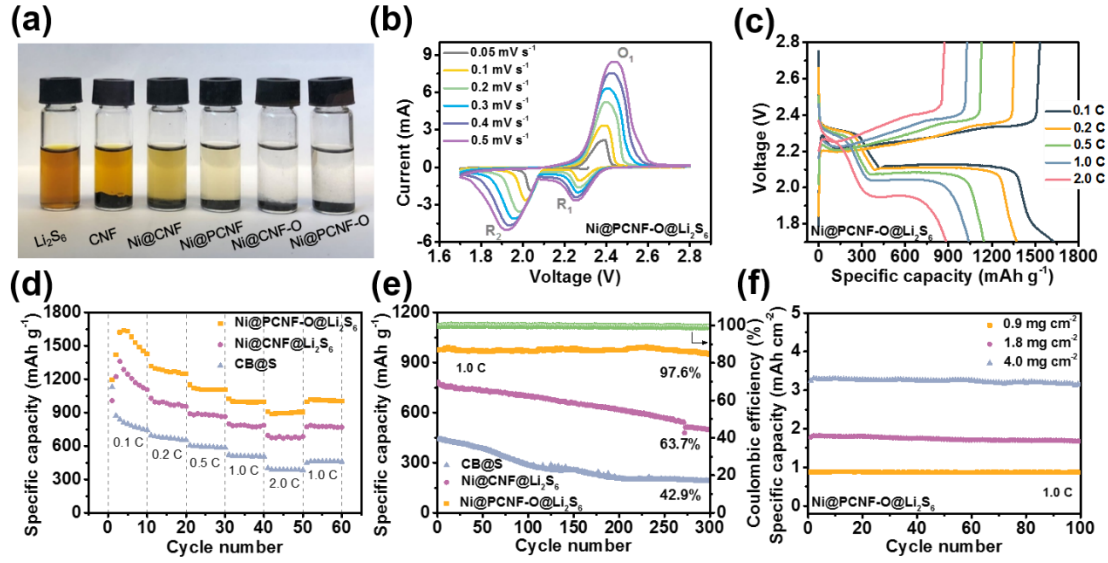 (a)
Li₂S₆
CNF
Ni@CNF
Ni@PCNF
Ni@CNF-O
Ni@PCNF-O
(b)
Current (mA)
9
6
3
0
-3
-6
0.05 mV s⁻¹
0.1 mV s⁻¹
0.2 mV s⁻¹
0.3 mV s⁻¹
0.4 mV s⁻¹
0.5 mV s⁻¹
O₁
R₁
R₂
Ni@PCNF-O@Li₂S₆
1.8 2.0 2.2 2.4 2.6 2.8
Voltage (V)
(c)
Voltage (V)
2.8
2.6
2.4
2.2
2.0
1.8
0.1 C
0.2 C
0.5 C
1.0 C
2.0 C
Ni@PCNF-O@Li₂S₆
0 300 600 900 1200 1500 1800
Specific capacity (mAh g⁻¹)
(d)
Specific capacity (mAh g⁻¹)
1800
1500
1200
900
600
300
0
Ni@PCNF-O@Li₂S₆
Ni@CNF@Li₂S₆
CB@S
0.1 C
0.2 C
0.5 C
1.0 C
2.0 C
1.0 C
0 10 20 30 40 50 60
Cycle number
(e)
Specific capacity (mAh g⁻¹)
1200
900
600
300
0
1.0 C
97.6%
63.7%
42.9%
CB@S
Ni@CNF@Li₂S₆
Ni@PCNF-O@Li₂S₆
100
80
60
40
20
0
Coulombic efficiency (%)
0 50 100 150 200 250 300
Cycle number
(f)
Specific capacity (mAh cm⁻²)
5
4
3
2
1
0
0.9 mg cm⁻²
1.8 mg cm⁻²
4.0 mg cm⁻²
1.0 C
Ni@PCNF-O@Li₂S₆
0 20 40 60 80 100
Cycle number